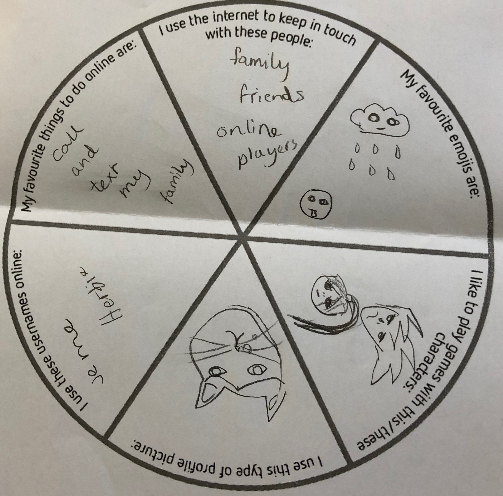 I use the internet to keep in touch
with these people:
family
friends
online
players
My favourite emojis are:
I like to play games with this/these
characters:
I use this type of profile picture:
I use these usernames online:
Je me
My favourite things to do online are:
call
and
text
my
family